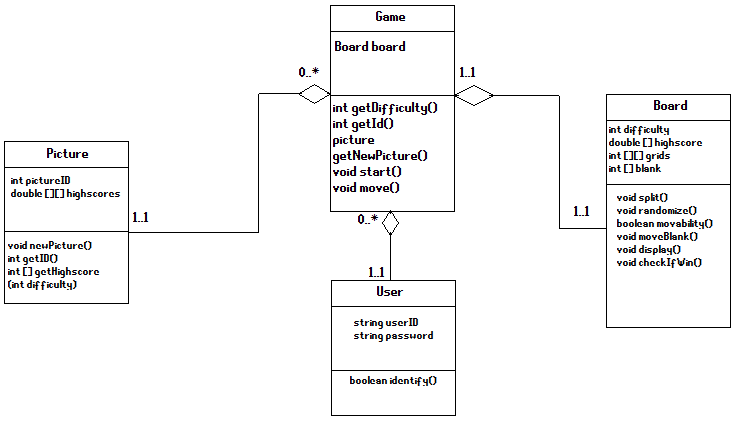 Game
Board board
0..*
1..1
int getDifficulty()
int getId()
picture
getNewPicture()
void start()
void move()
Board
int difficulty
double [] highscore
int [][] grids
int [] blank
void split()
void randomize()
boolean movability()
void moveBlank()
void display()
void checkIfWin()
Picture
int pictureID
double [][] highscores
void newPicture()
int getID()
int [] getHighscore
(int difficulty)
1..1
1..1
0..*
1..1
User
string userID
string password
boolean identify()